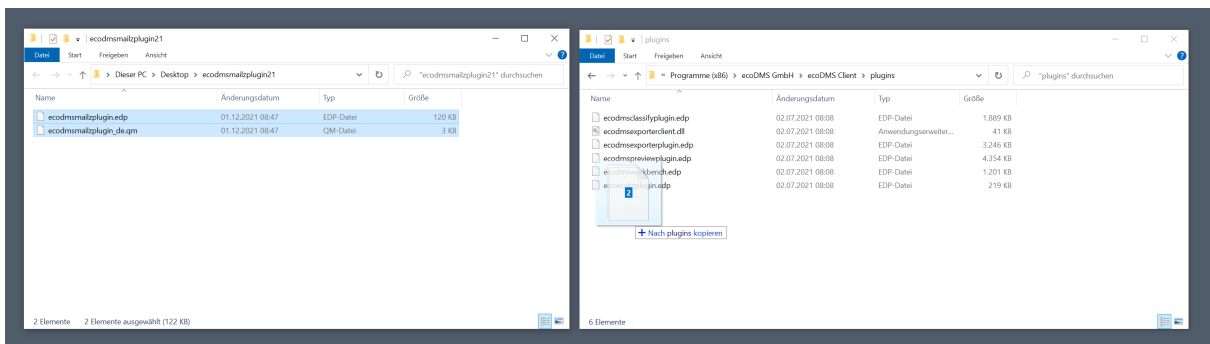 ecodmsmailzplugin21
Datei Start Freigeben Ansicht
Dieser PC > Desktop > ecodmsmailzplugin21
"ecodmsmailzplugin21" durchsuchen
Name Änderungsdatum Typ Größe
ecodmsmailzplugin.edp 01.12.2021 08:47 EDP-Datei 120 KB
ecodmsmailzplugin_de.qm 01.12.2021 08:47 QM-Datei 3 KB
2 Elemente 2 Elemente ausgewählt (122 KB)
plugins
Datei Start Freigeben Ansicht
« Programme (x86) > ecoDMS GmbH > ecoDMS Client > plugins
"plugins" durchsuchen
Name Änderungsdatum Typ Größe
ecodmsclassifyplugin.edp 02.07.2021 08:08 EDP-Datei 1.889 KB
ecodmsexporterclient.dll 02.07.2021 08:08 Anwendungserweiter... 41 KB
ecodmsexporterplugin.edp 02.07.2021 08:08 EDP-Datei 3.246 KB
ecodmspreviewplugin.edp 02.07.2021 08:08 EDP-Datei 4.354 KB
02.07.2021 08:08 EDP-Datei 1.201 KB
02.07.2021 08:08 EDP-Datei 219 KB
2
+ Nach plugins kopieren
6 Elemente